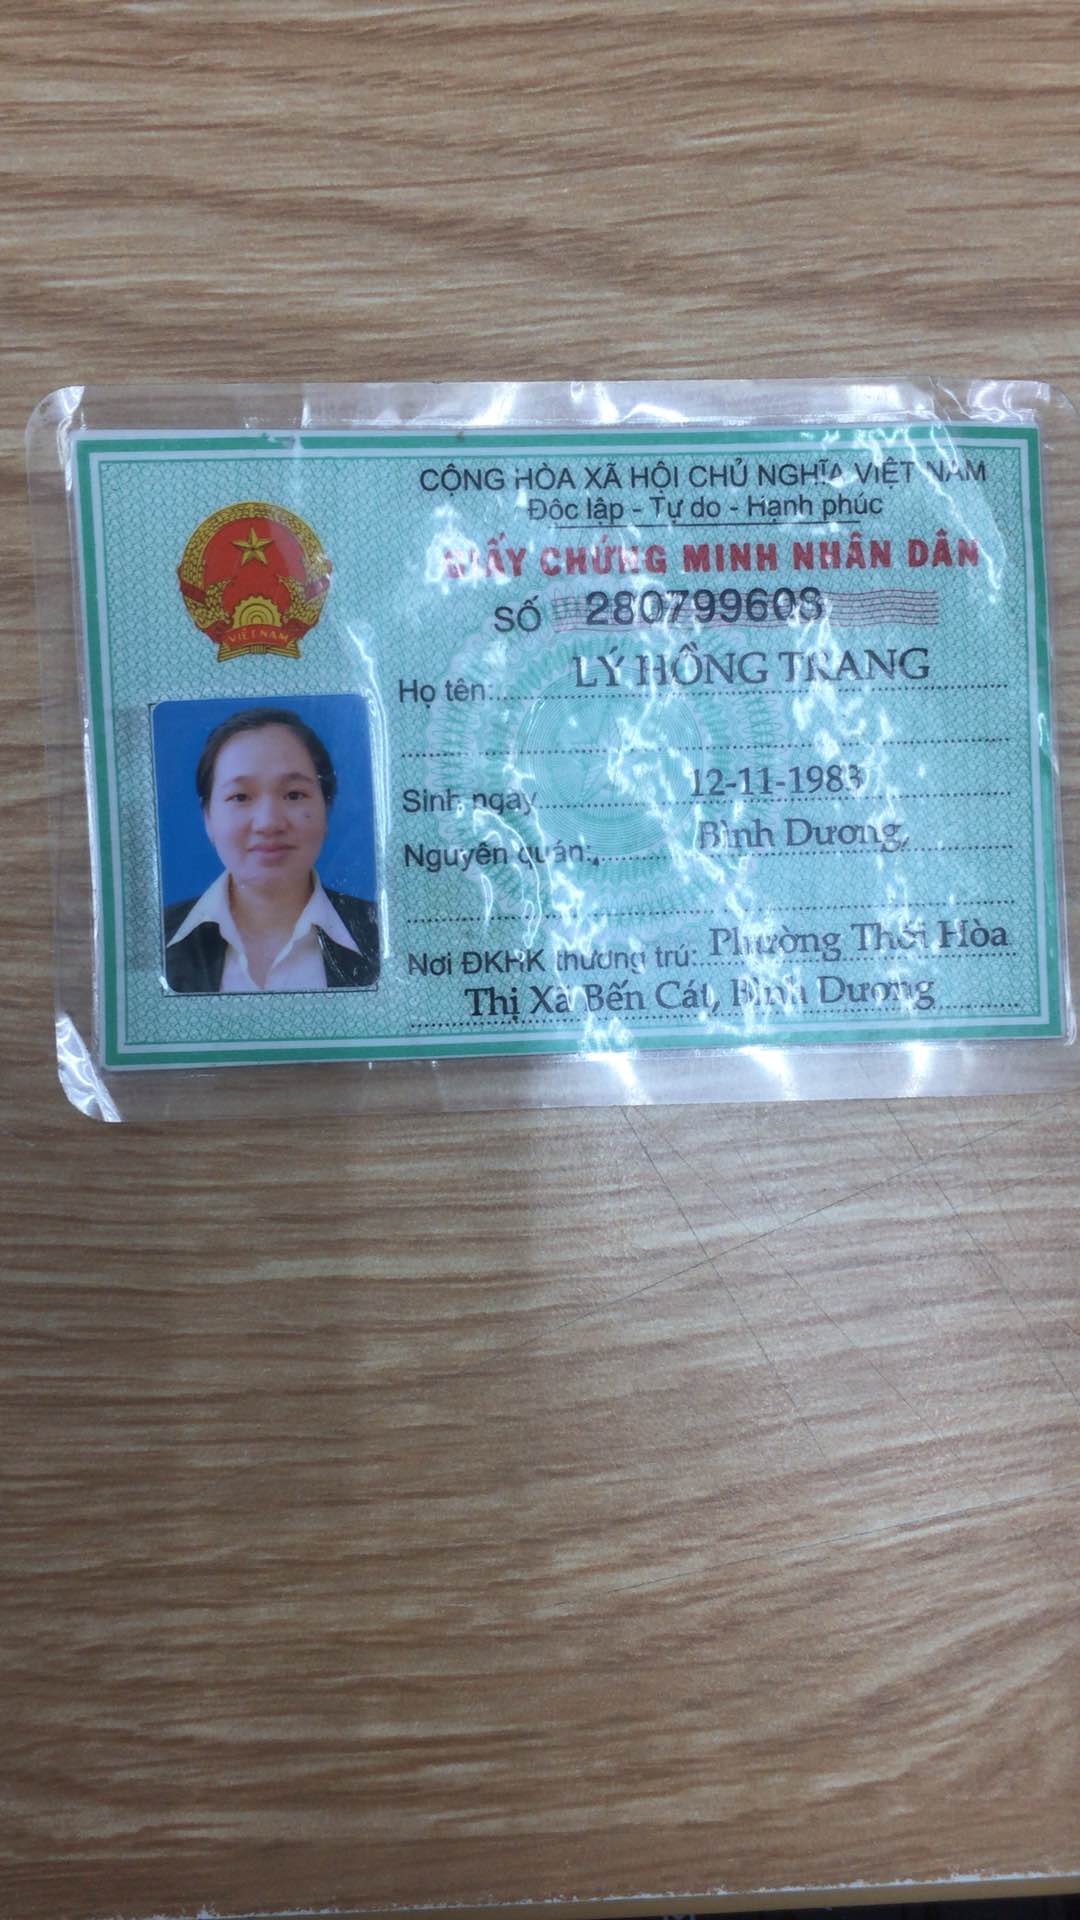 CỘNG HÒA XÃ HỘI CHỦ NGHĨA VIỆT NAM
Độc lập - Tự do - Hạnh phúc
GIẤY CHỨNG MINH NHÂN DÂN
SỐ 280799608
Họ tên: LÝ HỒNG TRANG
Sinh ngày 12-11-1983
Nguyên quán: Bình Dương,
Nơi ĐKHK thường trú: Phường Thới Hòa
Thị Xã Bến Cát, Bình Dương
VIỆT NAM